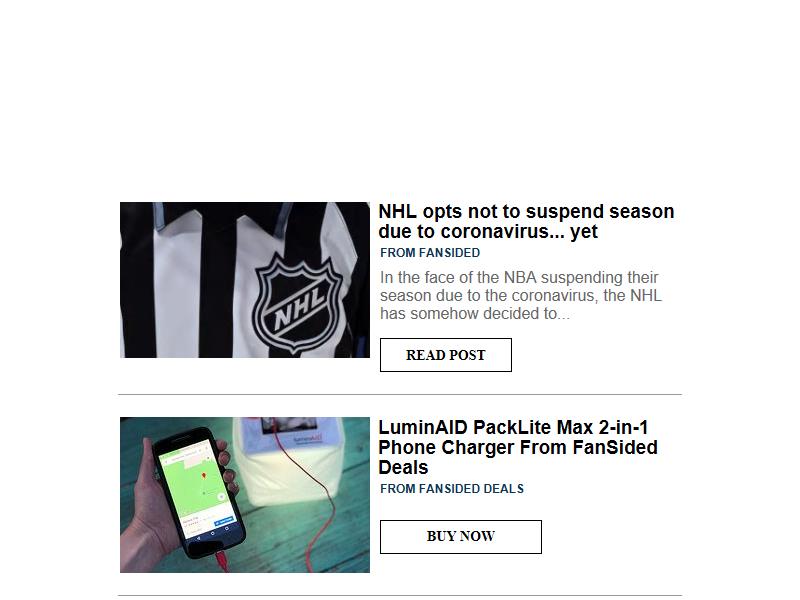 NHL opts not to suspend season
due to coronavirus... yet
FROM FANSIDED
In the face of the NBA suspending their
season due to the coronavirus, the NHL
has somehow decided to...
NHL
READ POST
LuminAID PackLite Max 2-in-1
Phone Charger From FanSided
Deals
FROM FANSIDED DEALS
BUY NOW